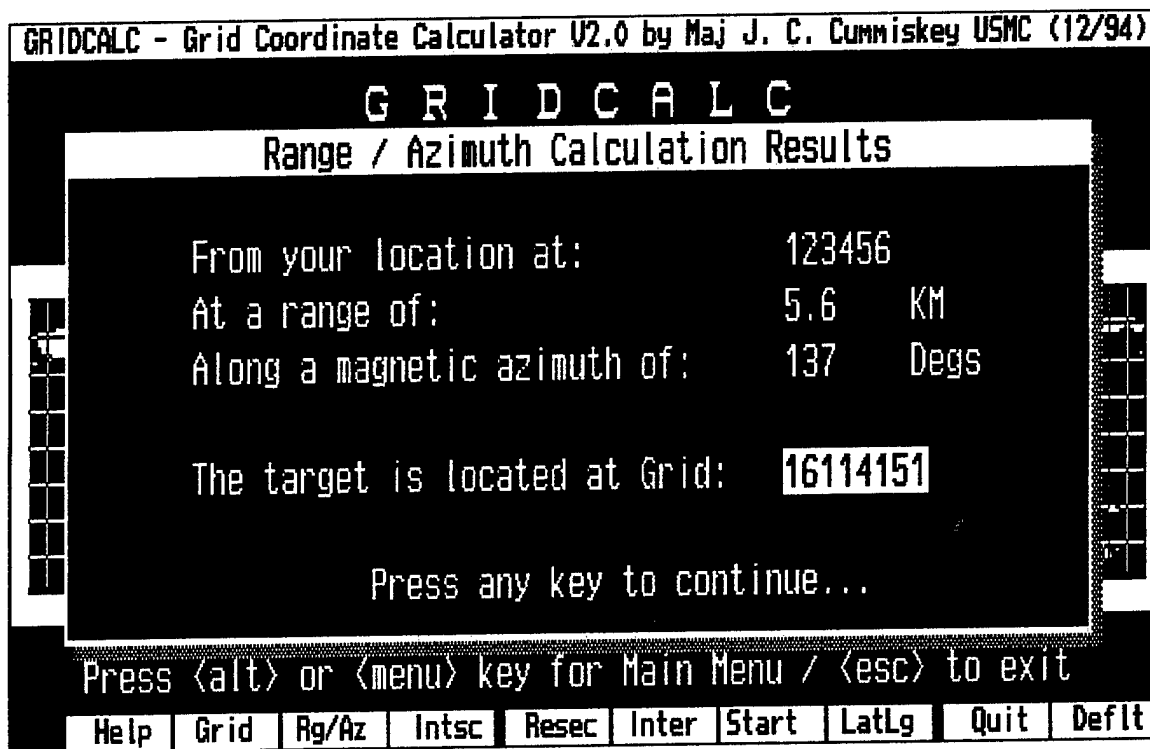 GRIDCALC - Grid Coordinate Calculator V2.0 by Maj J. C. Cummiskey USMC (12/94)
G R I D C A L C
Range / Azimuth Calculation Results
From your location at: 123456
At a range of: 5.6 KM
Along a magnetic azimuth of: 137 Degs
The target is located at Grid: 16114151
Press any key to continue...
Press <alt> or <menu> key for Main Menu / <esc> to exit
Help Grid Rg/Az Intsc Resec Inter Start LatLg Quit Deflt